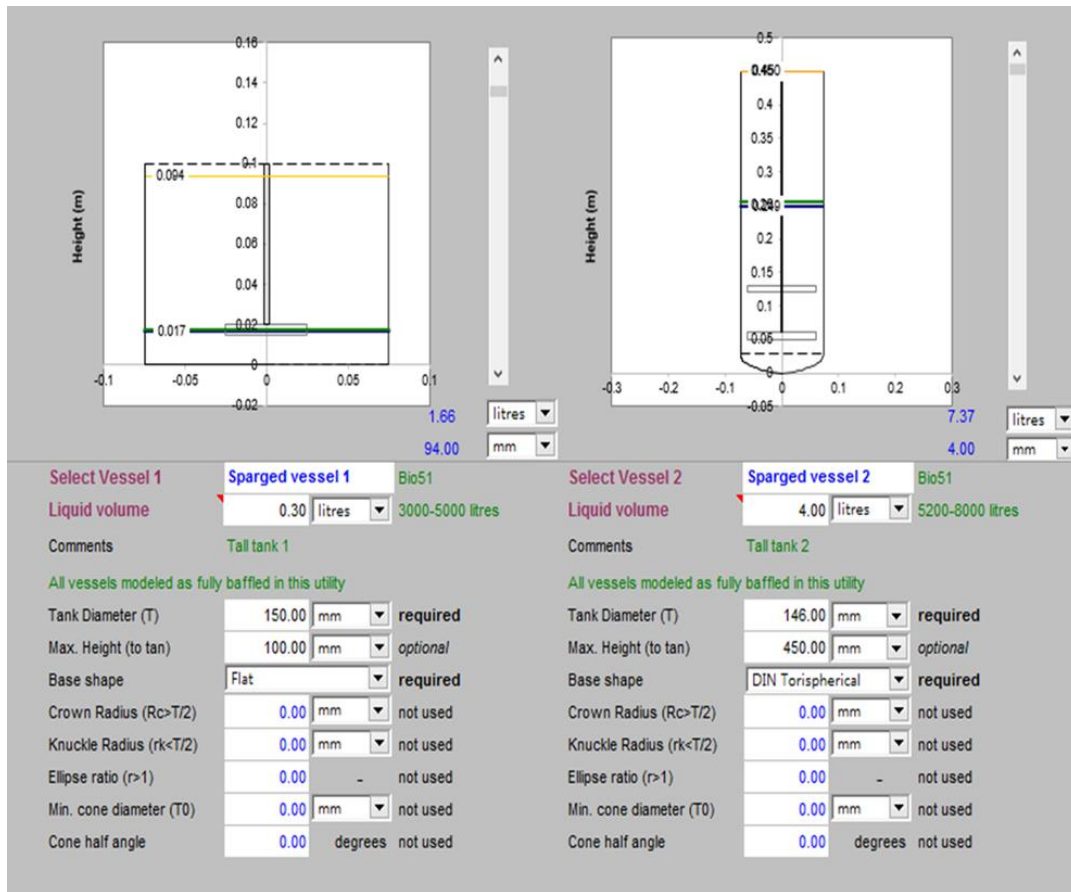 0.16
0.14
0.12
0.1
0.094
0.08
0.06
0.04
0.017
0.02
0
-0.1
-0.05
0
0.05
0.1
-0.02
Height (m)
1.66 litres
94.00 mm
0.5
0.4
0.35
0.3
0.2
0.15
0.1
0.05
0
-0.3
-0.2
-0.1
0
0.1
0.2
0.3
-0.05
Height (m)
7.37 litres
4.00 mm
Select Vessel 1 Sparged vessel 1 Bio51
Liquid volume 0.30 litres 3000-5000 litres
Comments Tall tank 1
All vessels modeled as fully baffled in this utility
Tank Diameter (T) 150.00 mm required
Max. Height (to tan) 100.00 mm optional
Base shape Flat required
Crown Radius (Rc>T/2) 0.00 mm not used
Knuckle Radius (rk<T/2) 0.00 mm not used
Ellipse ratio (r>1) 0.00 - not used
Min. cone diameter (T0) 0.00 mm not used
Cone half angle 0.00 degrees not used
Select Vessel 2 Sparged vessel 2 Bio51
Liquid volume 4.00 litres 5200-8000 litres
Comments Tall tank 2
All vessels modeled as fully baffled in this utility
Tank Diameter (T) 146.00 mm required
Max. Height (to tan) 450.00 mm optional
Base shape DIN Torispherical required
Crown Radius (Rc>T/2) 0.00 mm not used
Knuckle Radius (rk<T/2) 0.00 mm not used
Ellipse ratio (r>1) 0.00 - not used
Min. cone diameter (T0) 0.00 mm not used
Cone half angle 0.00 degrees not used